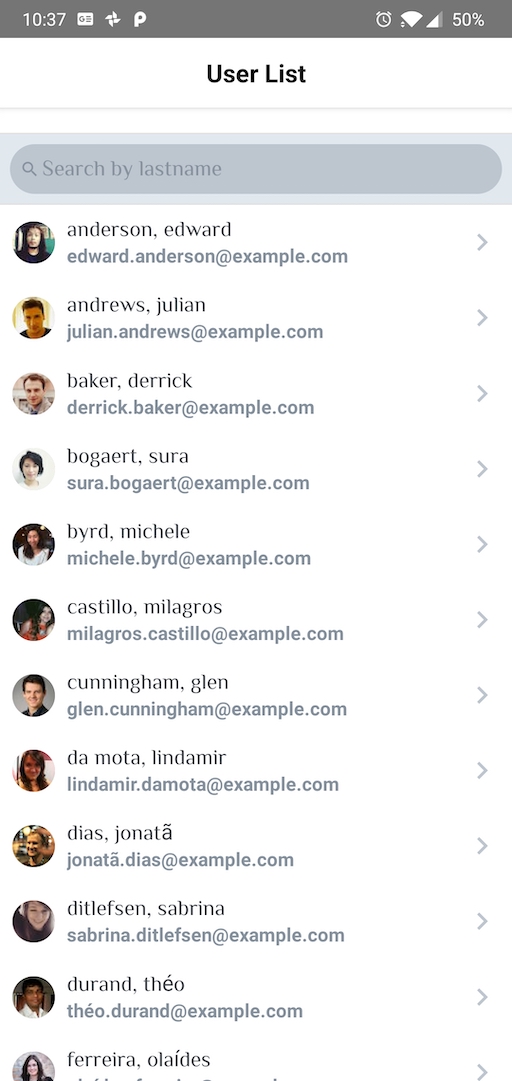 10:37 GE P 50%
User List
Search by lastname
anderson, edward
edward.anderson@example.com
andrews, julian
julian.andrews@example.com
baker, derrick
derrick.baker@example.com
bogaert, sura
sura.bogaert@example.com
byrd, michele
michele.byrd@example.com
castillo, milagros
milagros.castillo@example.com
cunningham, glen
glen.cunningham@example.com
da mota, lindamir
lindamir.damota@example.com
dias, jonatã
jonatã.dias@example.com
ditlefsen, sabrina
sabrina.ditlefsen@example.com
durand, théo
théo.durand@example.com
ferreira, olaídes